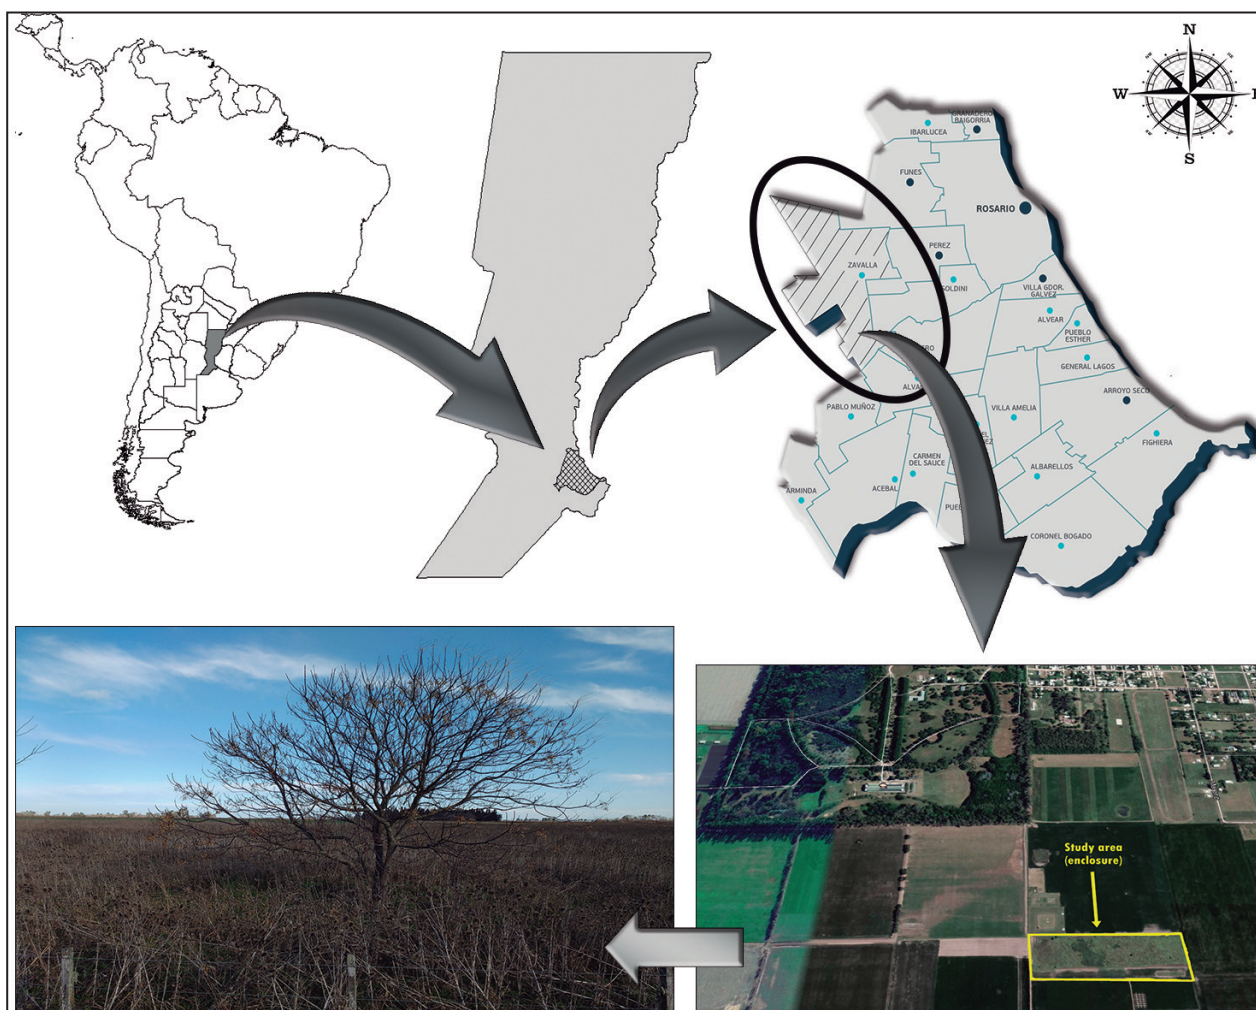 N
W
S
GRANADERO
BAIGORRIA
IBARLUCEA
FUNES
ROSARIO
PEREZ
ZAVALLA
SOLDINI
VILLA GDOR.
GALVEZ
ALVEAR
PUEBLO
ESTHER
GENERAL LAGOS
ARROYO SECO
PABLO MUÑOZ
VILLA AMELIA
FIGHIERA
CARMEN
DEL SAUCE
ALBARELLOS
ACEBAL
ARMINDA
CORONEL BOGADO
Study area
(enclosure)